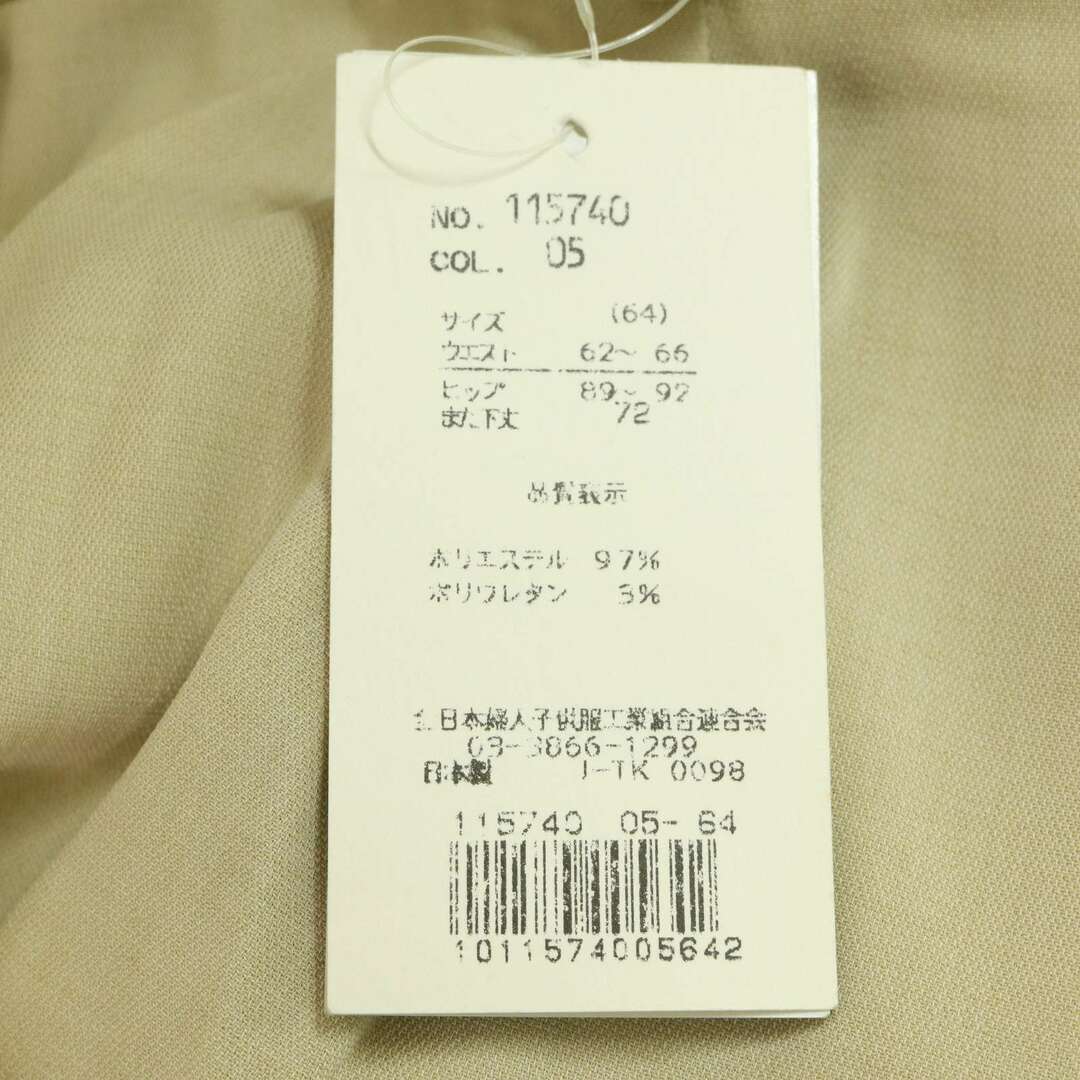 NO. 115740
COL. 05
サイズ (64)
ウエスト 62〜 66
ヒップ 89〜 92
また下丈 72
品質表示
ポリエステル 97%
ポリウレタン 3%
全日本婦人子供服工業組合連合会
03-3866-1299
日本製 J-TK 0098
115740 05- 64
1011574005642